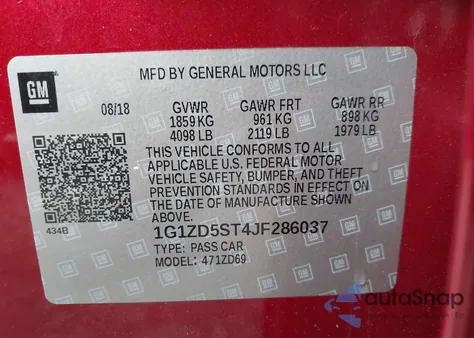 MFD BY GENERAL MOTORS LLC
GM
08/18 GVWR GAWR FRT GAWR RR
1859 KG 961 KG 898 KG
4098 LB 2119 LB 1979 LB
THIS VEHICLE CONFORMS TO ALL
APPLICABLE U.S. FEDERAL MOTOR
VEHICLE SAFETY, BUMPER, AND THEFT
PREVENTION STANDARDS IN EFFECT ON
THE DATE OF MANUFACTURE SHOWN
ABOVE.
434B
1G1ZD5ST4JF286037
TYPE: PASS CAR
MODEL: 471ZD69
autoSnap